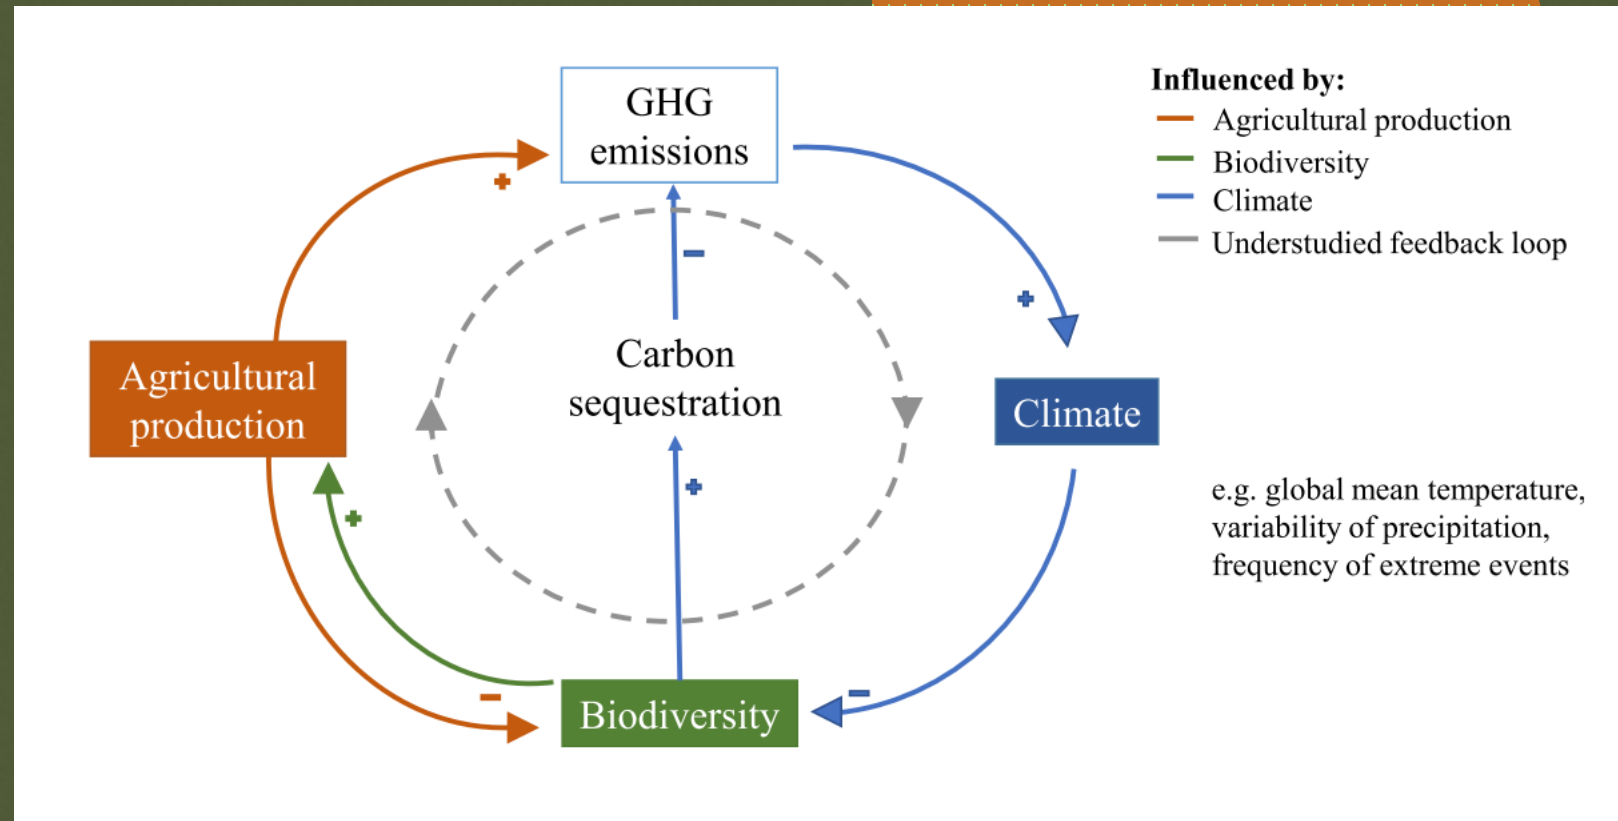 GHG
emissions
Influenced by:
Agricultural production
Biodiversity
Climate
Understudied feedback loop
+
+
−
Carbon
sequestration
Agricultural
production
Climate
+
+
e.g. global mean temperature,
variability of precipitation,
frequency of extreme events
−
−
Biodiversity